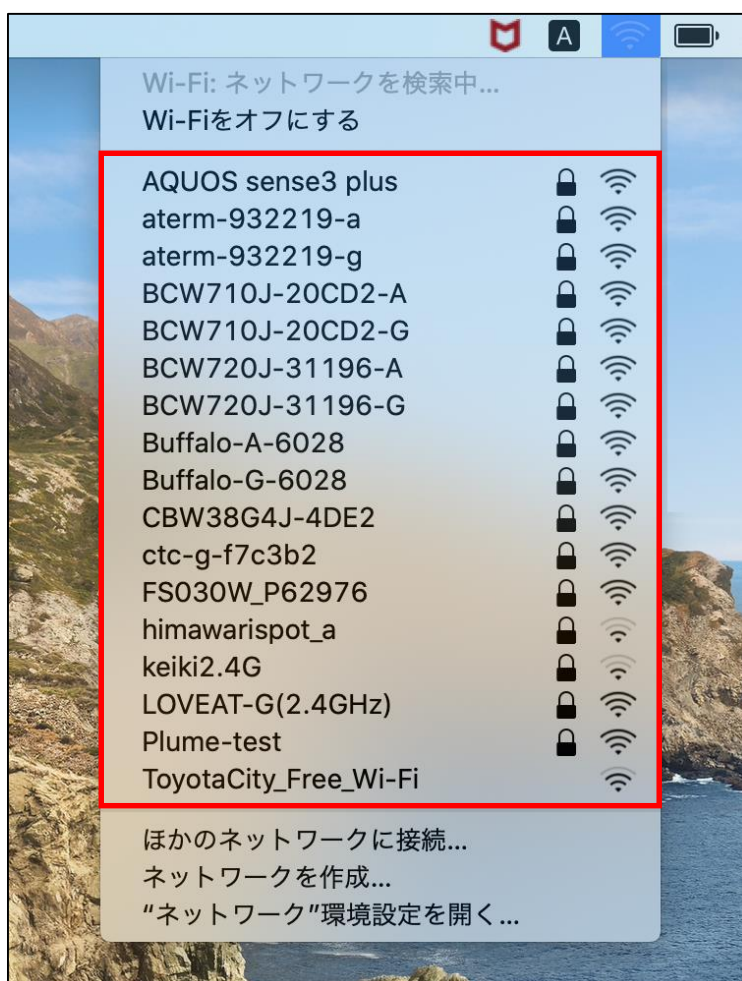 A
Wi-Fi: ネットワークを検索中...
Wi-Fiをオフにする
AQUOS sense3 plus
aterm-932219-a
aterm-932219-g
BCW710J-20CD2-A
BCW710J-20CD2-G
BCW720J-31196-A
BCW720J-31196-G
Buffalo-A-6028
Buffalo-G-6028
CBW38G4J-4DE2
ctc-g-f7c3b2
FS030W_P62976
himawarispot_a
keiki2.4G
LOVEAT-G(2.4GHz)
Plume-test
ToyotaCity_Free_Wi-Fi
ほかのネットワークに接続...
ネットワークを作成...
“ネットワーク”環境設定を開く...